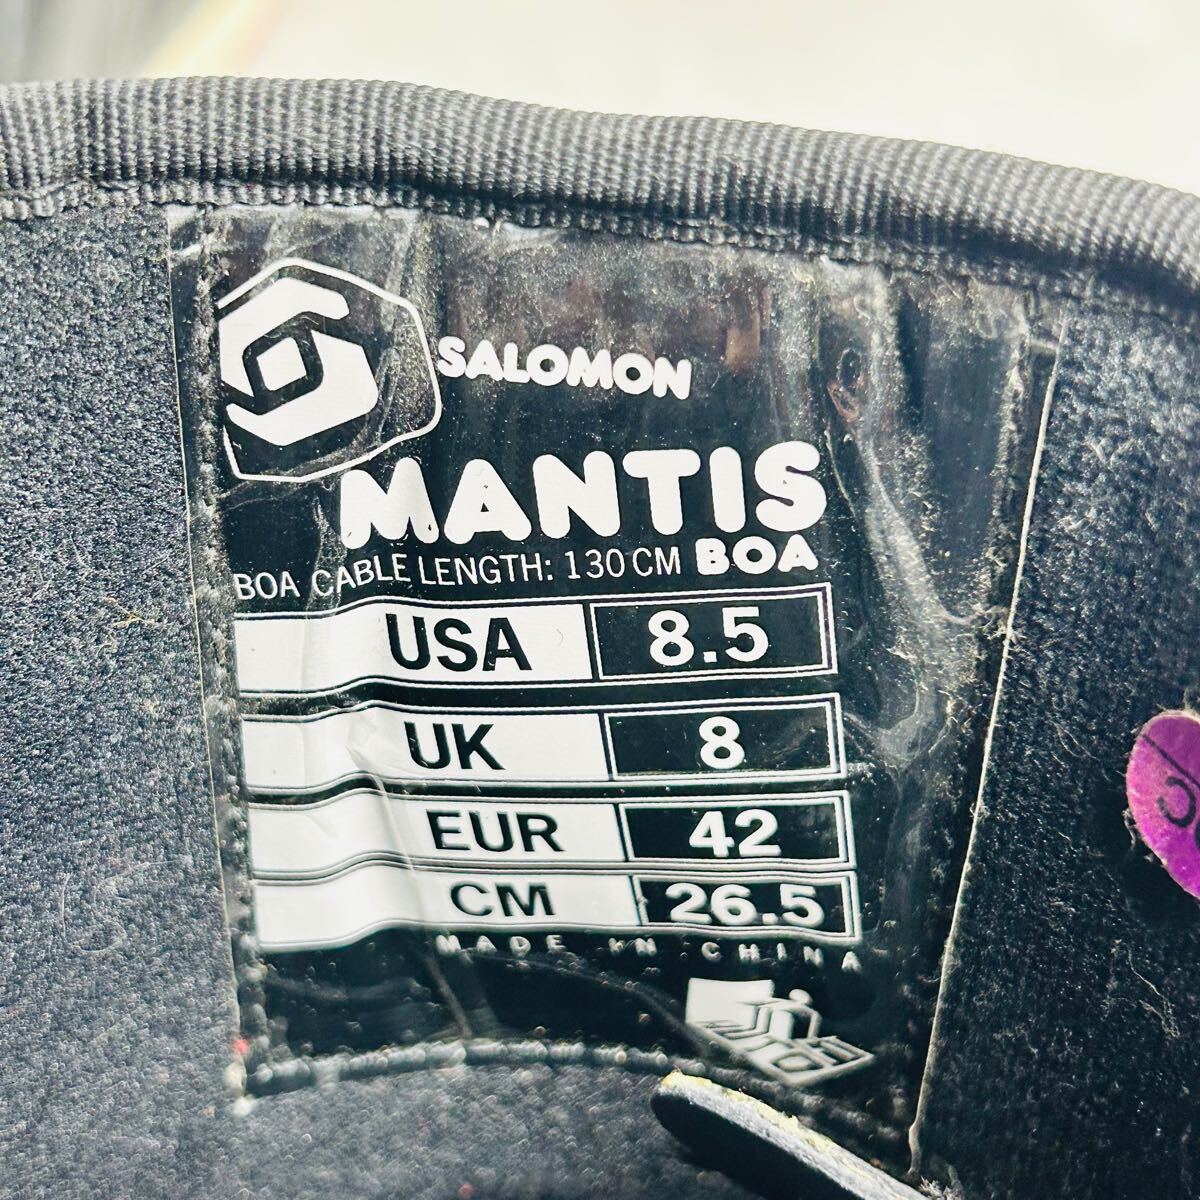 SALOMON
MANTIS
BOA CABLE LENGTH: 130 CM BOA
USA 8.5
UK 8
EUR 42
CM 26.5
MADE IN CHINA